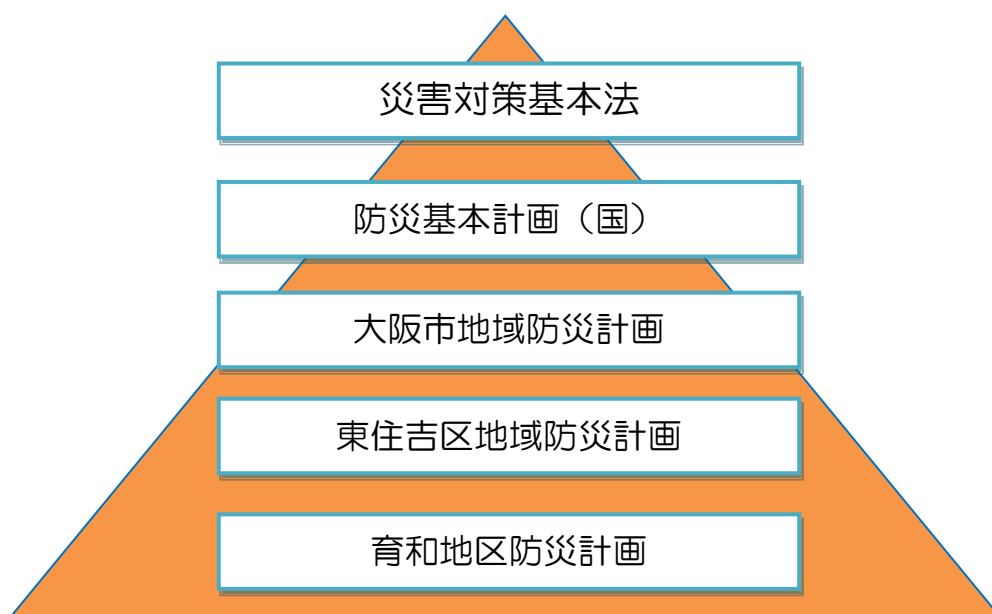 災害対策基本法
防災基本計画（国）
大阪市地域防災計画
東住吉区地域防災計画
育和地区防災計画